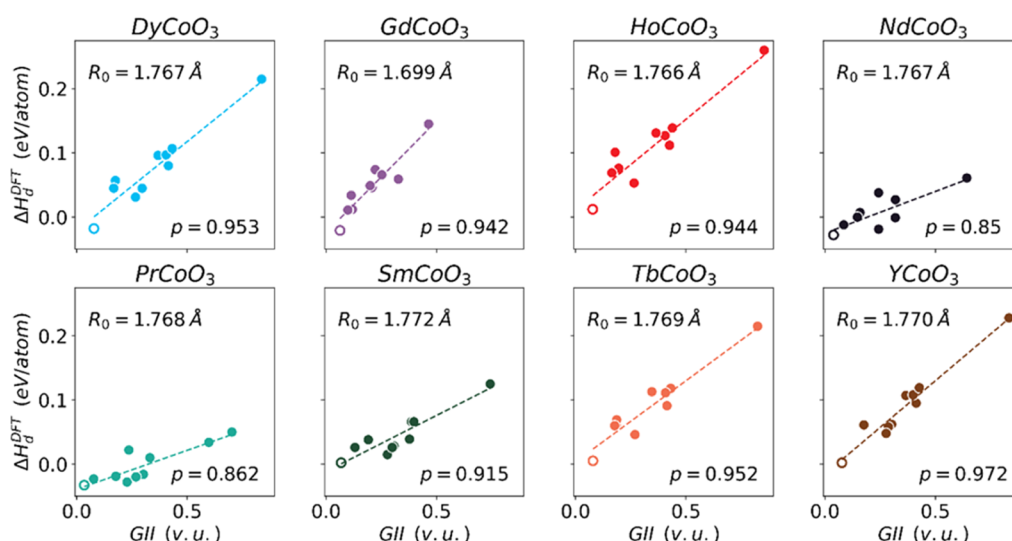 DyCoO3 GdCoO3 HoCoO3 NdCoO3
R0 = 1.767 Å R0 = 1.699 Å R0 = 1.766 Å R0 = 1.767 Å
ΔHdDFT (eV/atom)
0.2
0.1
0.0
p = 0.953 p = 0.942 p = 0.944 p = 0.85
PrCoO3 SmCoO3 TbCoO3 YCoO3
R0 = 1.768 Å R0 = 1.772 Å R0 = 1.769 Å R0 = 1.770 Å
ΔHdDFT (eV/atom)
0.2
0.1
0.0
p = 0.862 p = 0.915 p = 0.952 p = 0.972
0.0 0.5 0.0 0.5 0.0 0.5 0.0 0.5
GII (v.u.) GII (v.u.) GII (v.u.) GII (v.u.)